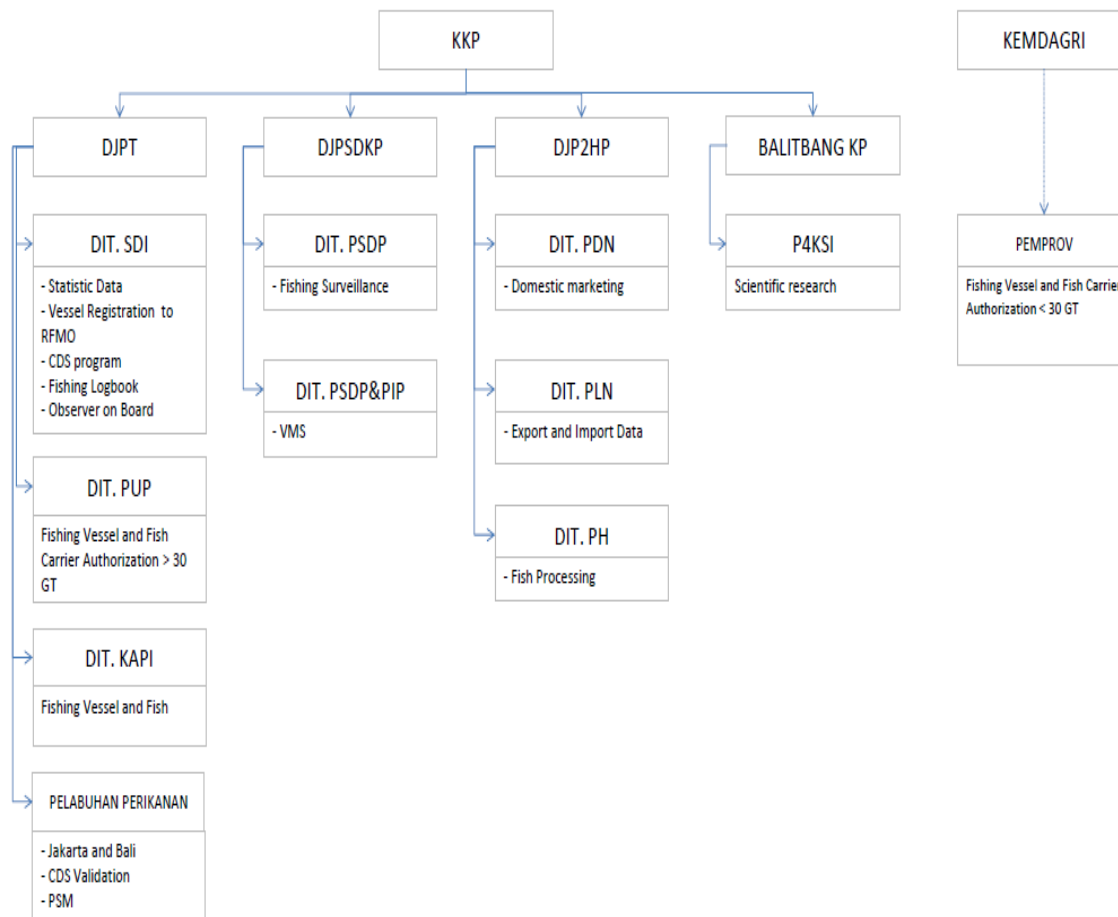 KKP
KEMDAGRI
DJPT
DJPSDKP
DJP2HP
BALITBANG KP
DIT. SDI
- Statistic Data
- Vessel Registration to
RFMO
- CDS program
- Fishing Logbook
- Observer on Board
DIT. PSDP
- Fishing Surveillance
DIT. PDN
- Domestic marketing
P4KSI
Scientific research
PEMPROV
Fishing Vessel and Fish Carrier
Authorization < 30 GT
DIT. PSDP&PIP
- VMS
DIT. PLN
- Export and Import Data
DIT. PUP
Fishing Vessel and Fish
Carrier Authorization > 30
GT
DIT. PH
- Fish Processing
DIT. KAPI
Fishing Vessel and Fish
PELABUHAN PERIKANAN
- Jakarta and Bali
- CDS Validation
- PSM